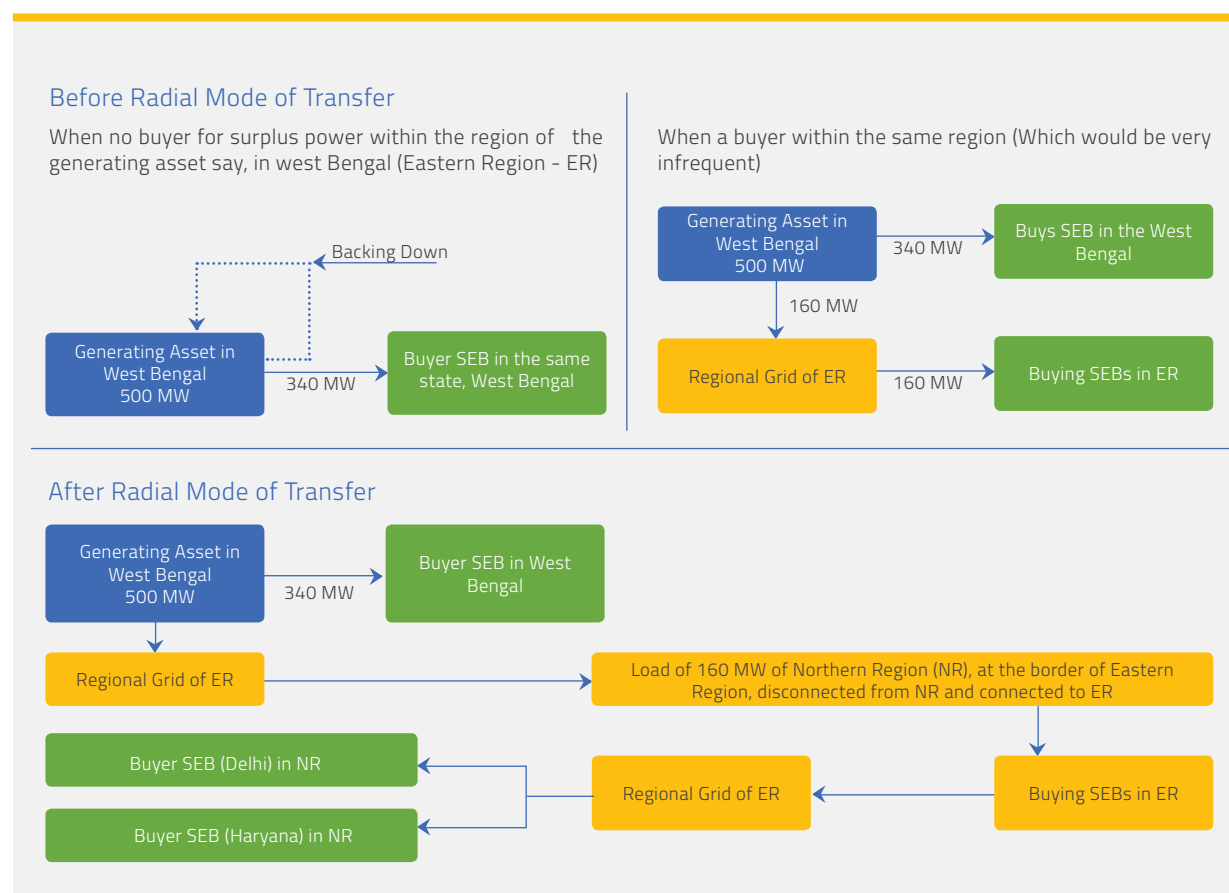 Before Radial Mode of Transfer
When no buyer for surplus power within the region of the
generating asset say, in west Bengal (Eastern Region - ER)
Backing Down
Generating Asset in
West Bengal
500 MW
340 MW
Buyer SEB in the same
state, West Bengal
When a buyer within the same region (Which would be very
infrequent)
Generating Asset in
West Bengal
500 MW
340 MW
Buys SEB in the West
Bengal
160 MW
Regional Grid of ER
160 MW
Buying SEBs in ER
After Radial Mode of Transfer
Generating Asset in
West Bengal
500 MW
340 MW
Buyer SEB in West
Bengal
Regional Grid of ER
Load of 160 MW of Northern Region (NR), at the border of Eastern
Region, disconnected from NR and connected to ER
Buyer SEB (Delhi) in NR
Regional Grid of ER
Buying SEBs in ER
Buyer SEB (Haryana) in NR